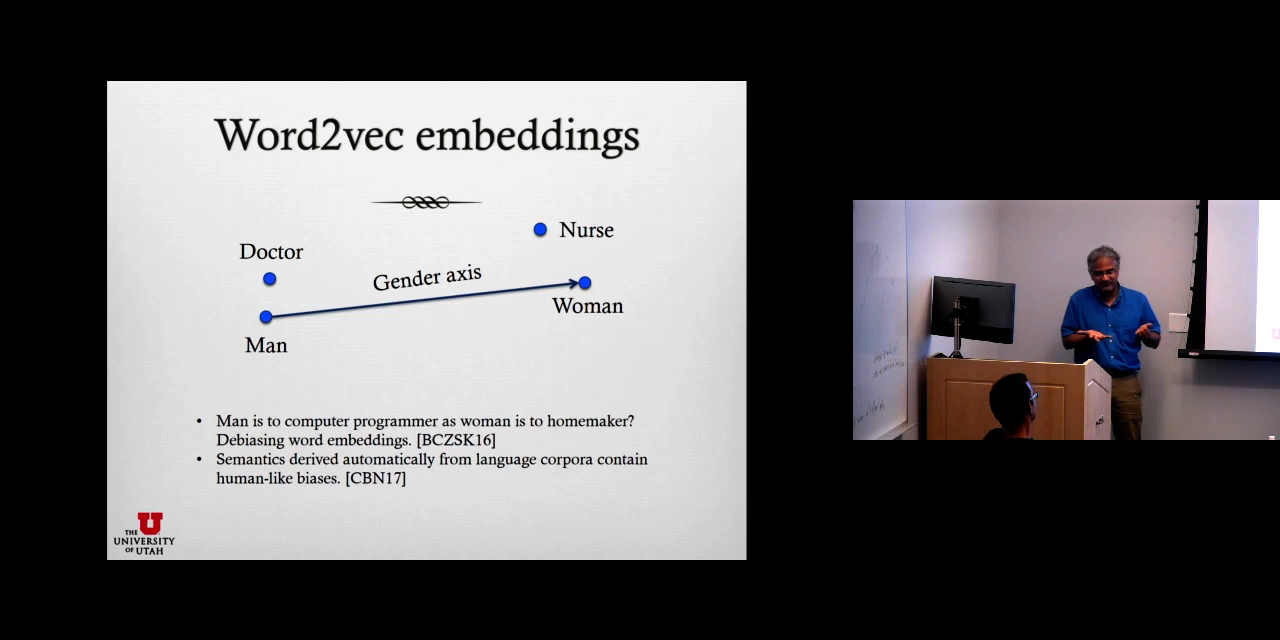 Word2vec embeddings
Nurse
Doctor
Gender axis
Woman
Man
• Man is to computer programmer as woman is to homemaker?
Debiasing word embeddings. [BCZSK16]
• Semantics derived automatically from language corpora contain
human-like biases. [CBN17]
THE
UNIVERSITY
OF UTAH